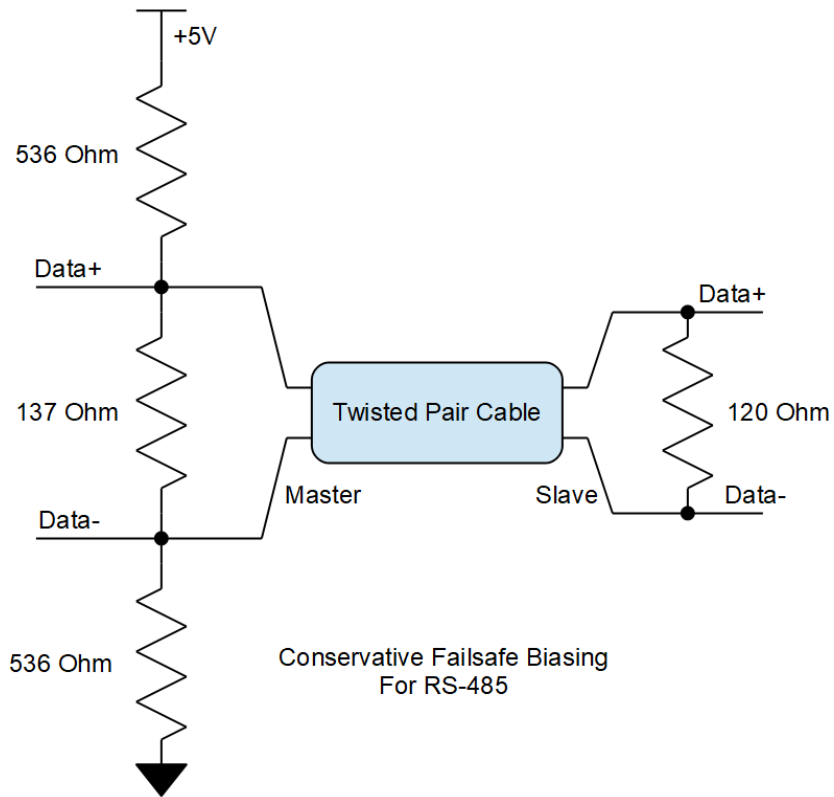 +5V
536 Ohm
Data+
Data+
137 Ohm
Twisted Pair Cable
120 Ohm
Master
Slave
Data-
Data-
536 Ohm
Conservative Failsafe Biasing
For RS-485